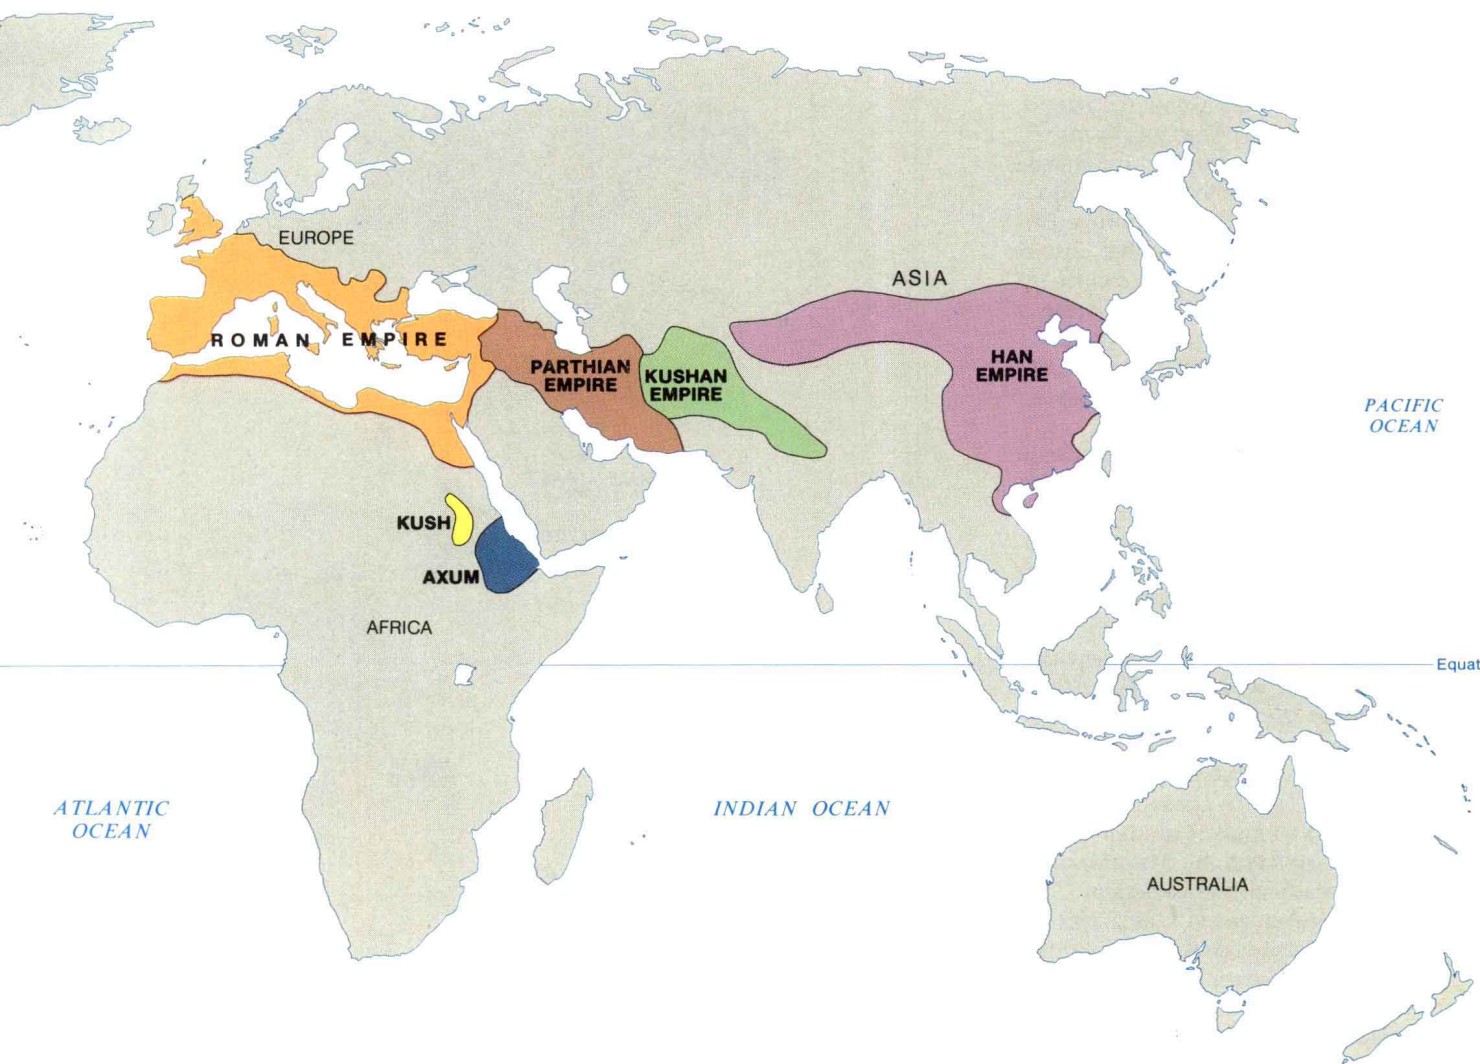 EUROPE
ASIA
ROMAN EMPIRE
PARTHIAN
EMPIRE
KUSHAN
EMPIRE
HAN
EMPIRE
PACIFIC
OCEAN
KUSH
AXUM
AFRICA
Equat
ATLANTIC
OCEAN
INDIAN OCEAN
AUSTRALIA